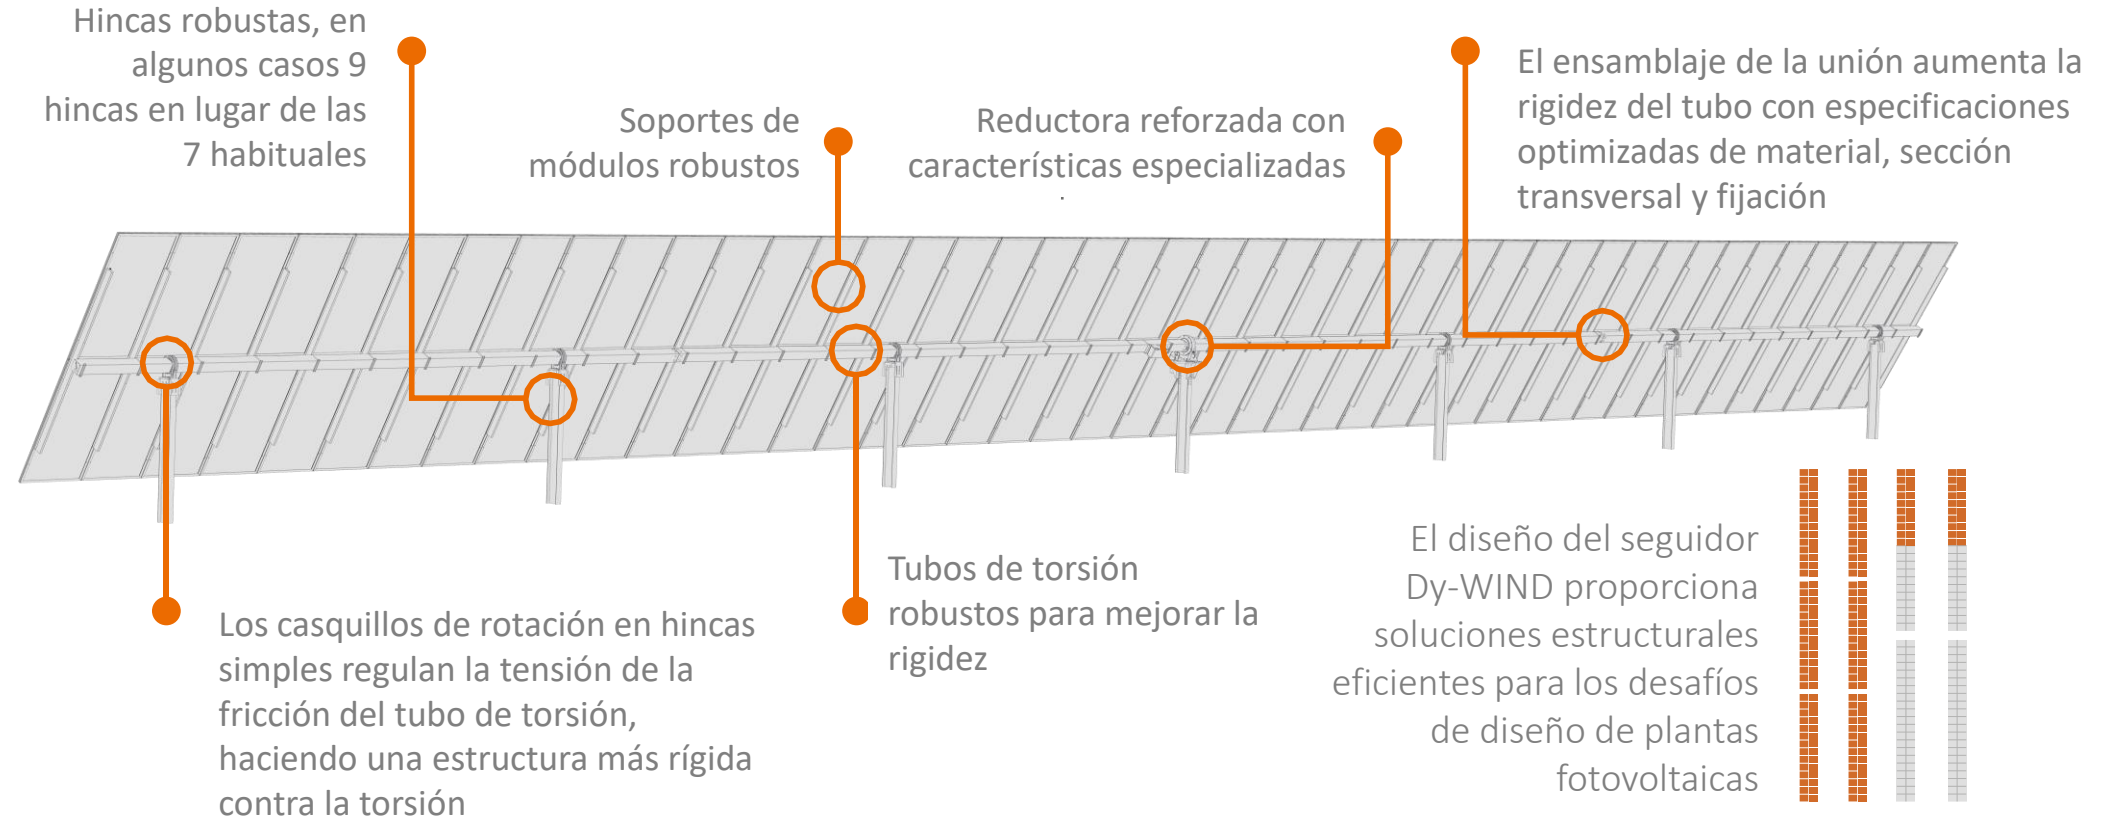 Hincas robustas, en
algunos casos 9
hincas en lugar de las
7 habituales
Soportes de
módulos robustos
Reductora reforzada con
características especializadas
El ensamblaje de la unión aumenta la
rigidez del tubo con especificaciones
optimizadas de material, sección
transversal y fijación
Los casquillos de rotación en hincas
simples regulan la tensión de la
fricción del tubo de torsión,
haciendo una estructura más rígida
contra la torsión
Tubos de torsión
robustos para mejorar la
rigidez
El diseño del seguidor
Dy-WIND proporciona
soluciones estructurales
eficientes para los desafíos
de diseño de plantas
fotovoltaicas